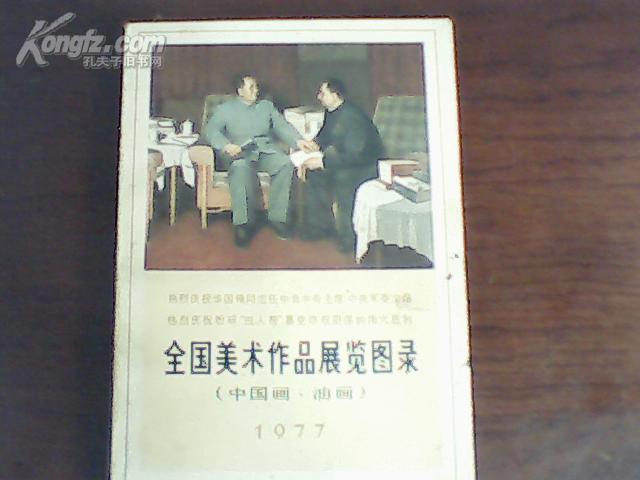 Kongfz.com
孔夫子旧书网
热烈庆祝华国锋同志任中共中央主席 中央军委主席
热烈庆祝粉碎"四人帮"篡党夺权阴谋的伟大胜利
全国美术作品展览图录
(中国画·油画)
1977